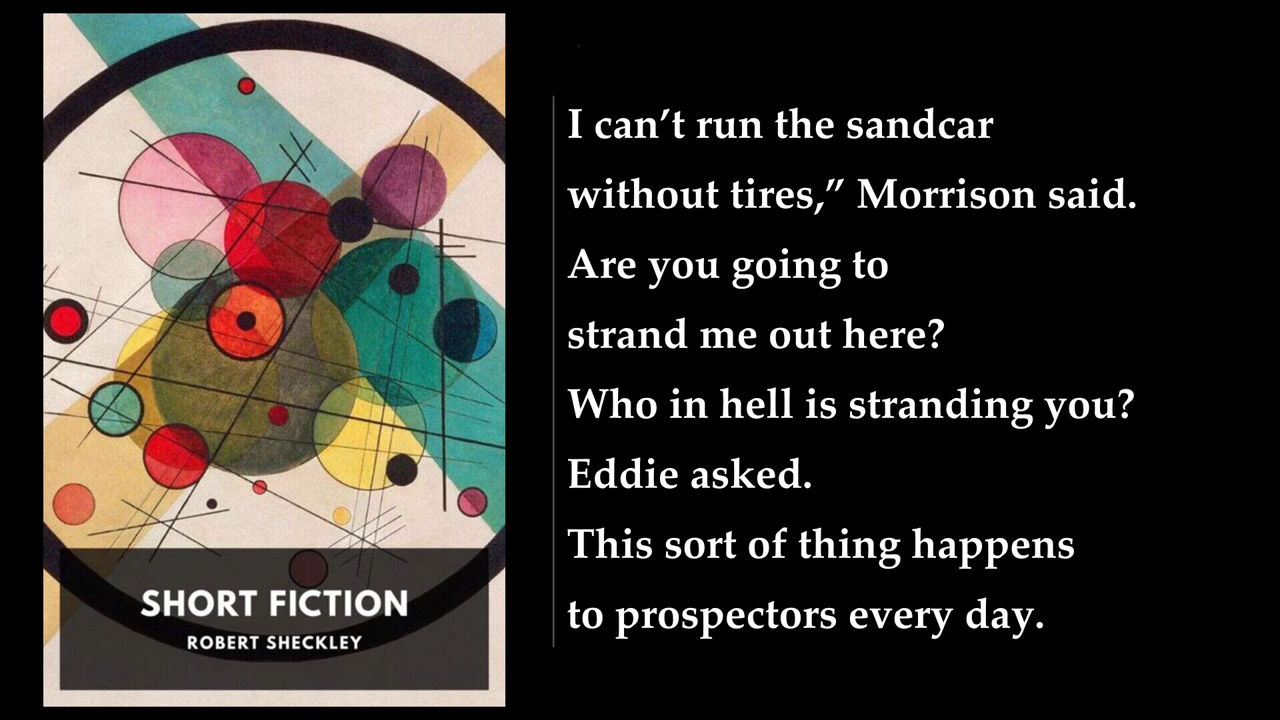 SHORT FICTION
ROBERT SHECKLEY
I can’t run the sandcar
without tires,” Morrison said.
Are you going to
strand me out here?
Who in hell is stranding you?
Eddie asked.
This sort of thing happens
to prospectors every day.